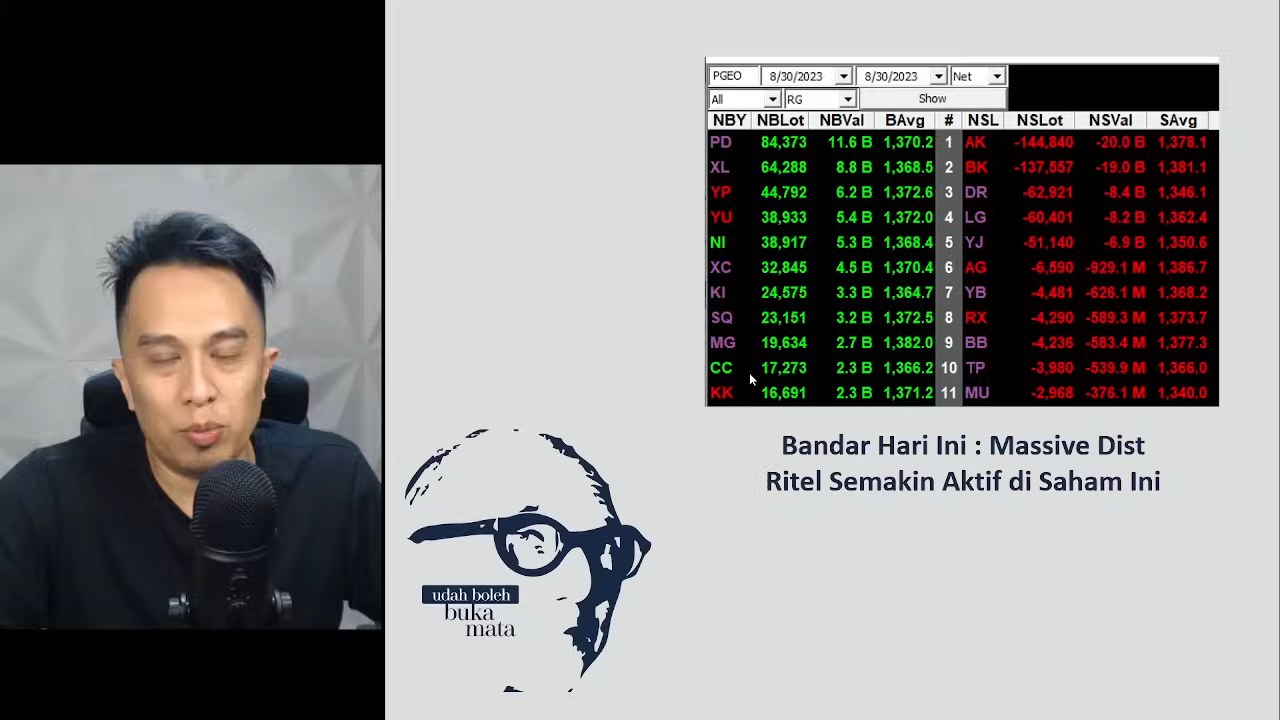 PGEO 8/30/2023 8/30/2023 Net
All RG Show
NBY NBLot NBVal BAvg # NSL NSLot NSVal SAvg
PD 84,373 11.6 B 1,370.2 1 AK -144,840 -20.0 B 1,378.1
XL 64,288 8.8 B 1,368.5 2 BK -137,557 -19.0 B 1,381.1
YP 44,792 6.2 B 1,372.6 3 DR -62,921 -8.4 B 1,346.1
YU 38,933 5.4 B 1,372.0 4 LG -60,401 -8.2 B 1,362.4
NI 38,917 5.3 B 1,368.4 5 YJ -51,140 -6.9 B 1,350.6
XC 32,845 4.5 B 1,370.4 6 AG -6,590 -929.1 M 1,386.7
KI 24,575 3.3 B 1,364.7 7 YB -4,481 -626.1 M 1,368.2
SQ 23,151 3.2 B 1,372.5 8 RX -4,290 -589.3 M 1,373.7
MG 19,634 2.7 B 1,382.0 9 BB -4,236 -583.4 M 1,377.3
CC 17,273 2.3 B 1,366.2 10 TP -3,980 -539.9 M 1,366.0
KK 16,691 2.3 B 1,371.2 11 MU -2,968 -376.1 M 1,340.0
Bandar Hari Ini : Massive Dist
Ritel Semakin Aktif di Saham Ini
udah boleh
buka
mata